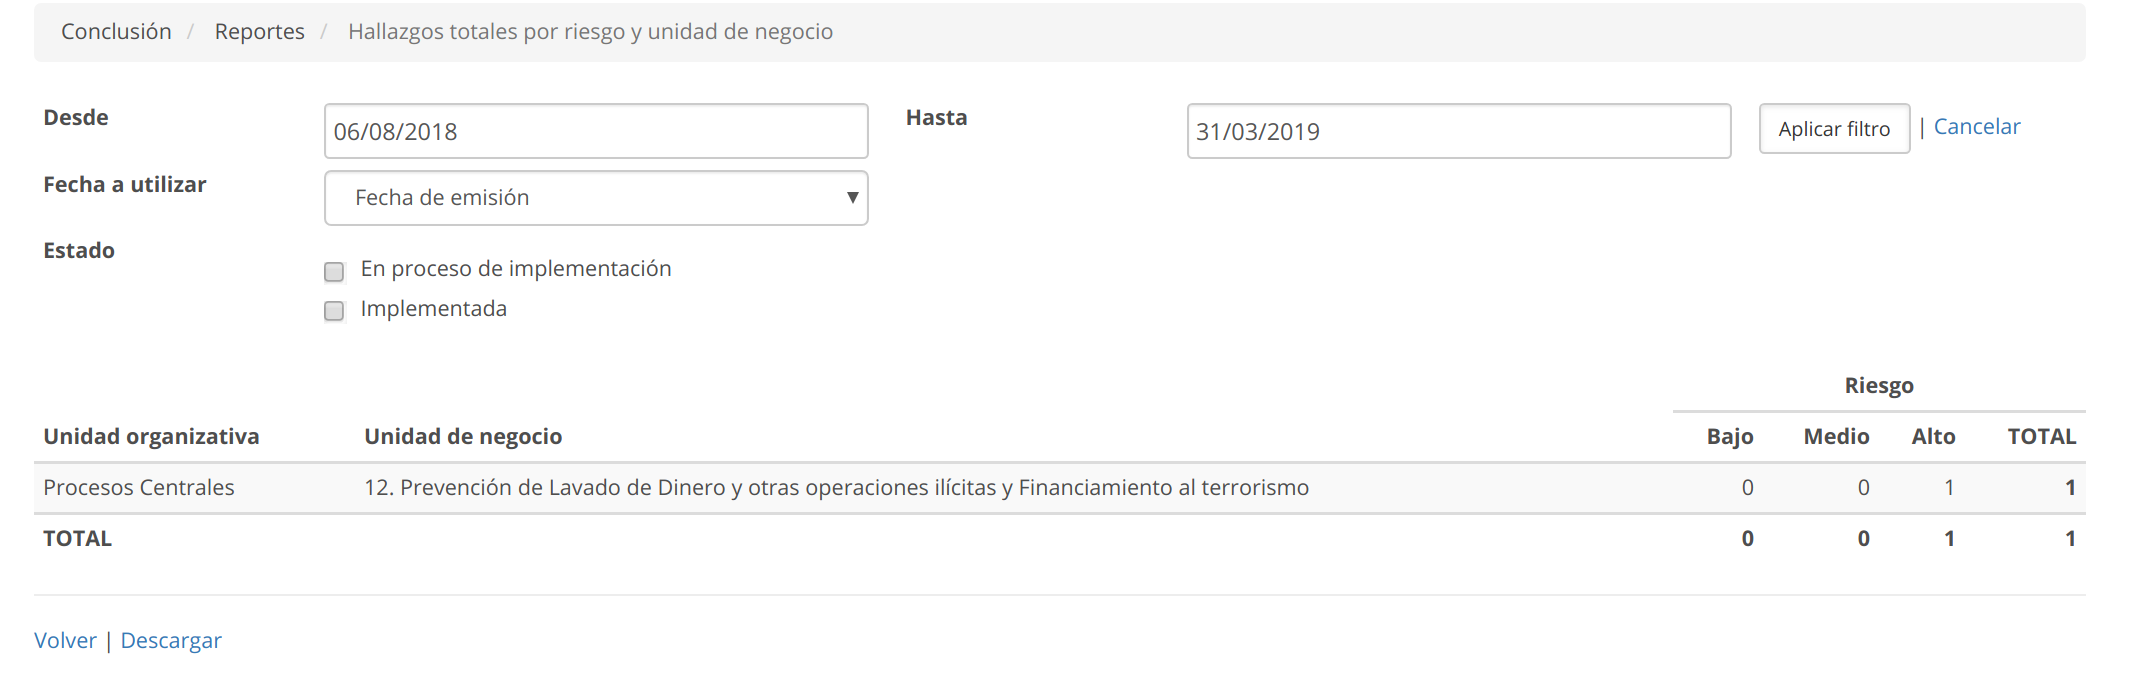 Conclusión / Reportes / Hallazgos totales por riesgo y unidad de negocio
Desde 06/08/2018 Hasta 31/03/2019 Aplicar filtro | Cancelar
Fecha a utilizar Fecha de emisión
Estado
En proceso de implementación
Implementada
Riesgo
Unidad organizativa Unidad de negocio Bajo Medio Alto TOTAL
Procesos Centrales 12. Prevención de Lavado de Dinero y otras operaciones ilícitas y Financiamiento al terrorismo 0 0 1 1
TOTAL 0 0 1 1
Volver | Descargar